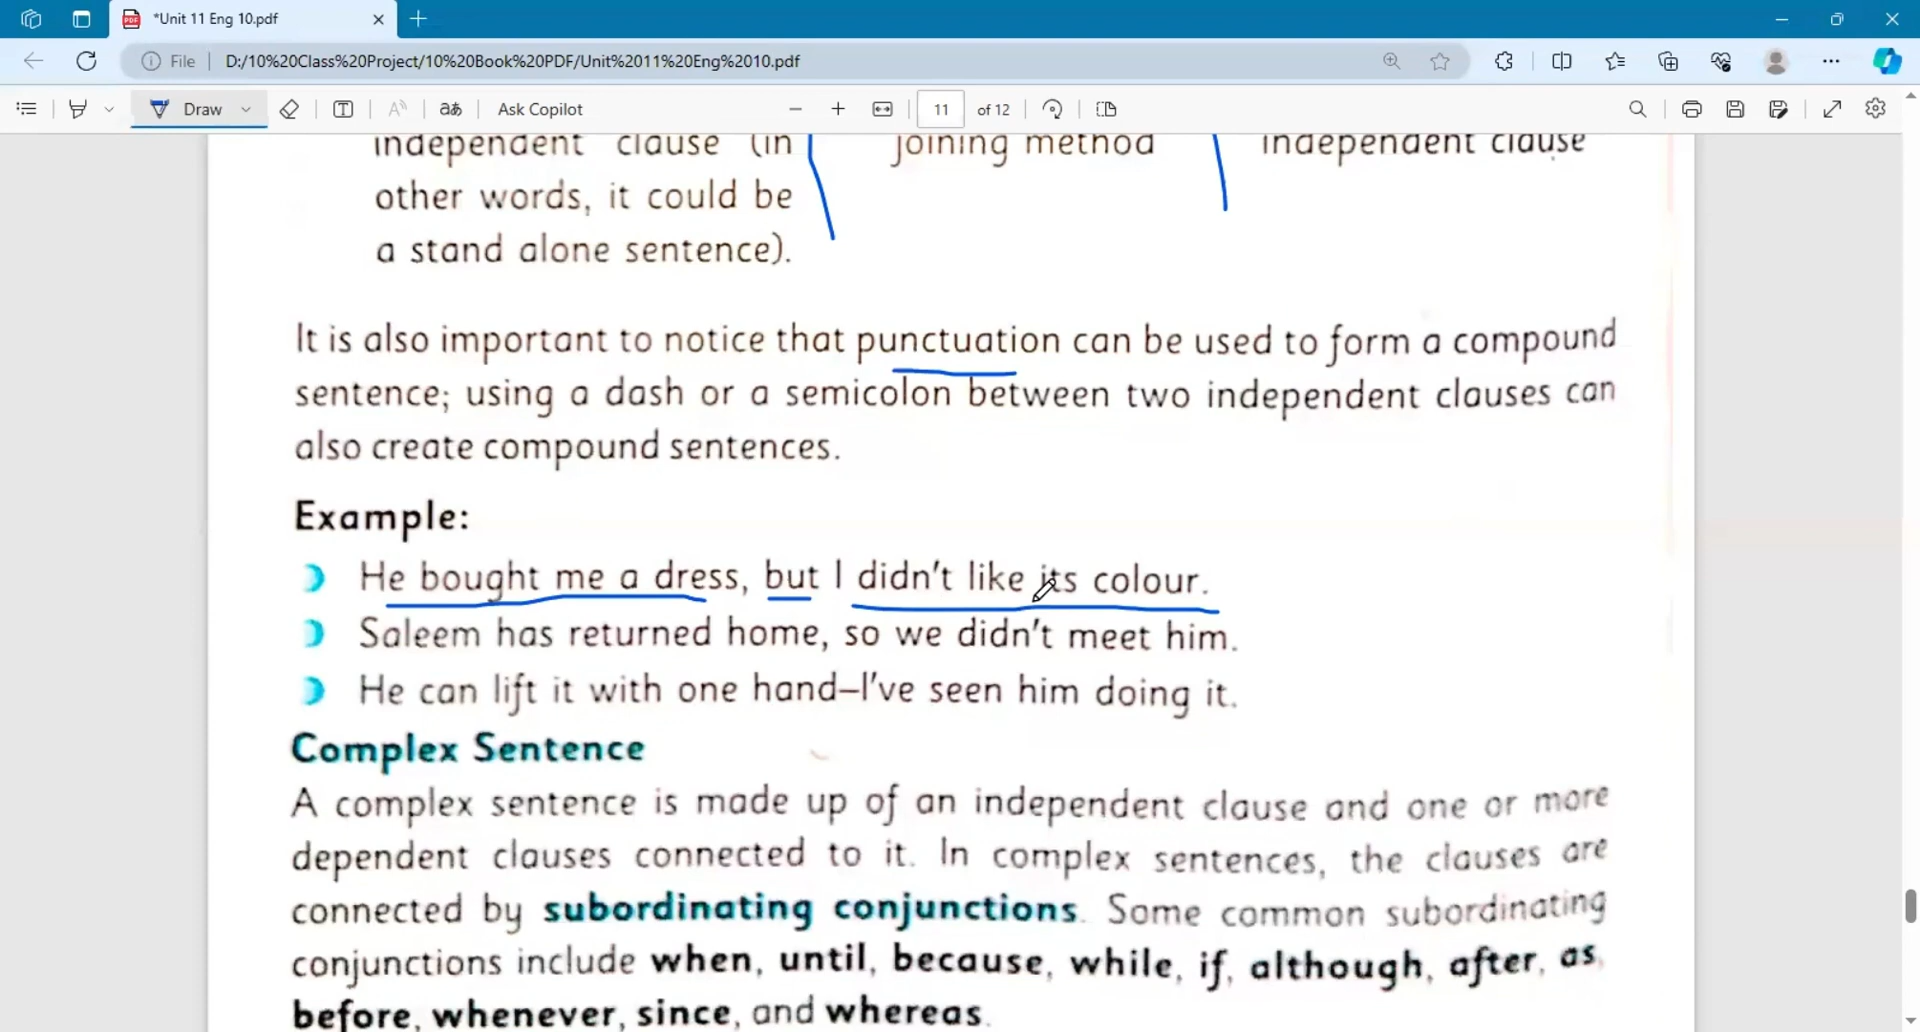 *Unit 11 Eng 10.pdf
File D:/10%20Class%20Project/10%20Book%20PDF/Unit%2011%20Eng%2010.pdf
Draw Ask Copilot 11 of 12
independent clause (in joining method independent clause
other words, it could be
a stand alone sentence).
It is also important to notice that punctuation can be used to form a compound
sentence; using a dash or a semicolon between two independent clauses can
also create compound sentences.
Example:
He bought me a dress, but I didn't like its colour.
Saleem has returned home, so we didn't meet him.
He can lift it with one hand–I've seen him doing it.
Complex Sentence
A complex sentence is made up of an independent clause and one or more
dependent clauses connected to it. In complex sentences, the clauses are
connected by subordinating conjunctions. Some common subordinating
conjunctions include when, until, because, while, if, although, after, as,
before, whenever, since, and whereas.